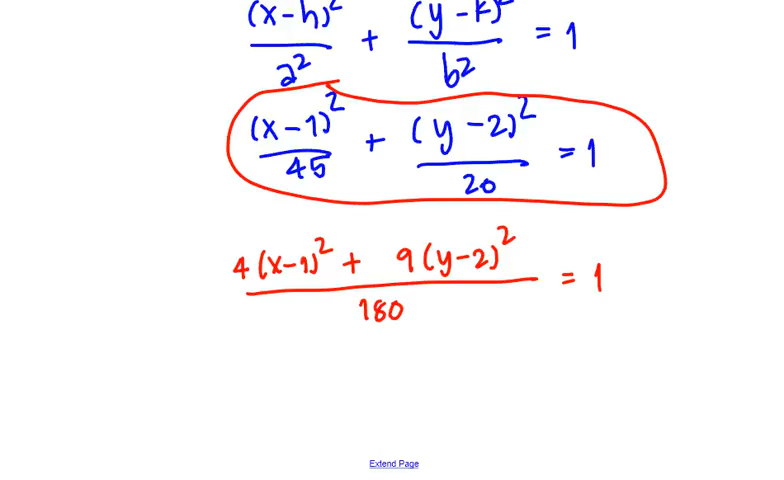 (x-h)² / a² + (y-k)² / b² = 1
(x-1)² / 45 + (y-2)² / 20 = 1
4(x-1)² + 9(y-2)² / 180 = 1
Extend Page